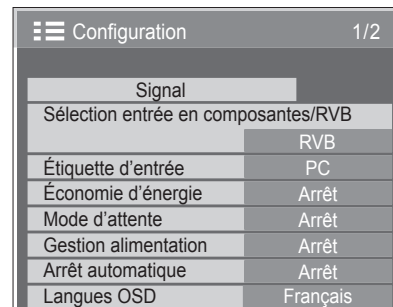 Configuration 1/2
Signal
Sélection entrée en composantes/RVB
RVB
Étiquette d'entrée PC
Économie d'énergie Arrêt
Mode d'attente Arrêt
Gestion alimentation Arrêt
Arrêt automatique Arrêt
Langues OSD Français